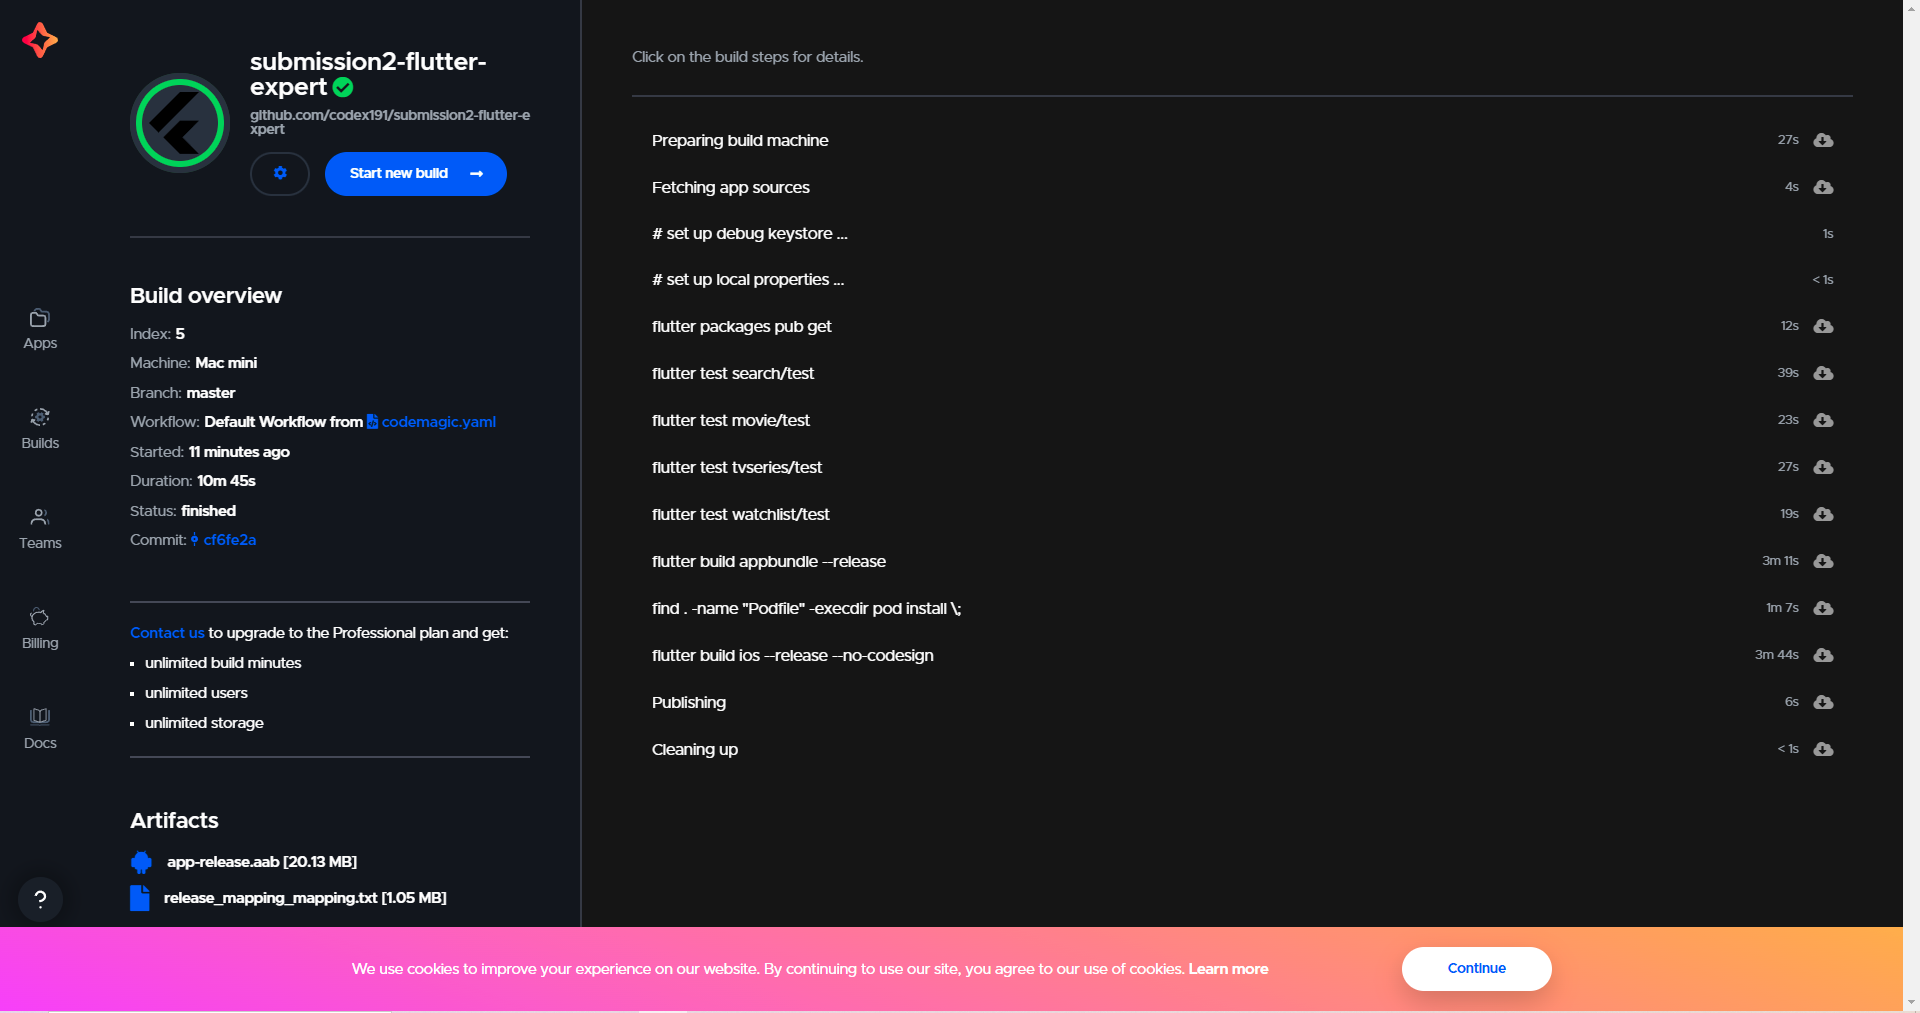 submission2-flutter-
expert
github.com/codex191/submission2-flutter-e
xpert
Start new build
Apps
Builds
Teams
Billing
Docs
?
Build overview
Index: 5
Machine: Mac mini
Branch: master
Workflow: Default Workflow from codemagic.yaml
Started: 11 minutes ago
Duration: 10m 45s
Status: finished
Commit: cf6fe2a
Contact us to upgrade to the Professional plan and get:
unlimited build minutes
unlimited users
unlimited storage
Artifacts
app-release.aab [20.13 MB]
release_mapping_mapping.txt [1.05 MB]
Click on the build steps for details.
Preparing build machine 27s
Fetching app sources 4s
# set up debug keystore ... 1s
# set up local properties ... < 1s
flutter packages pub get 12s
flutter test search/test 39s
flutter test movie/test 23s
flutter test tvseries/test 27s
flutter test watchlist/test 19s
flutter build appbundle --release 3m 11s
find . -name "Podfile" -execdir pod install \; 1m 7s
flutter build ios --release --no-codesign 3m 44s
Publishing 6s
Cleaning up < 1s
We use cookies to improve your experience on our website. By continuing to use our site, you agree to our use of cookies. Learn more
Continue